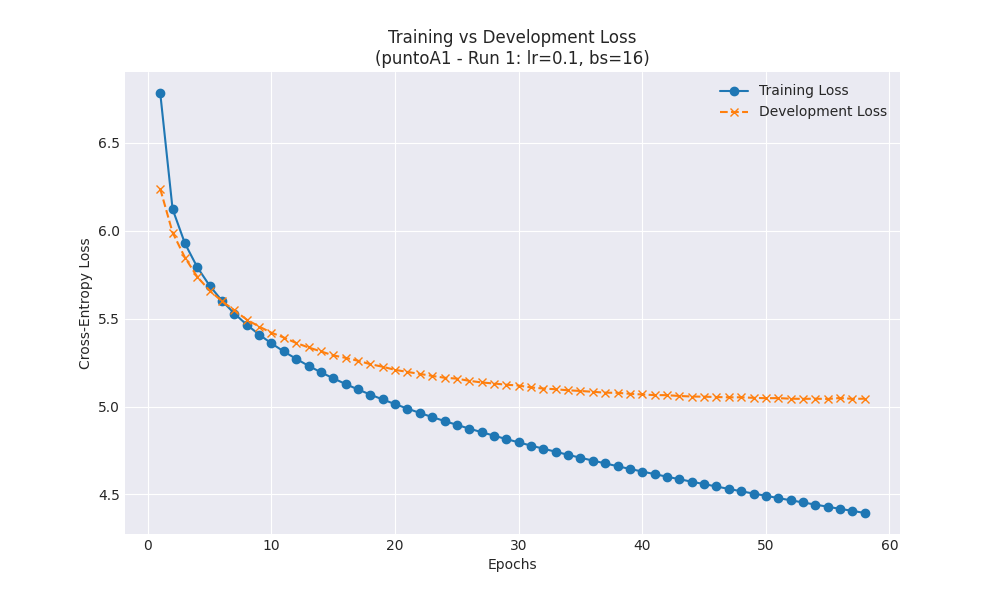 Training vs Development Loss
(puntoA1 - Run 1: lr=0.1, bs=16)
Training Loss
Development Loss
Cross-Entropy Loss
6.5
6.0
5.5
5.0
4.5
0 10 20 30 40 50 60
Epochs